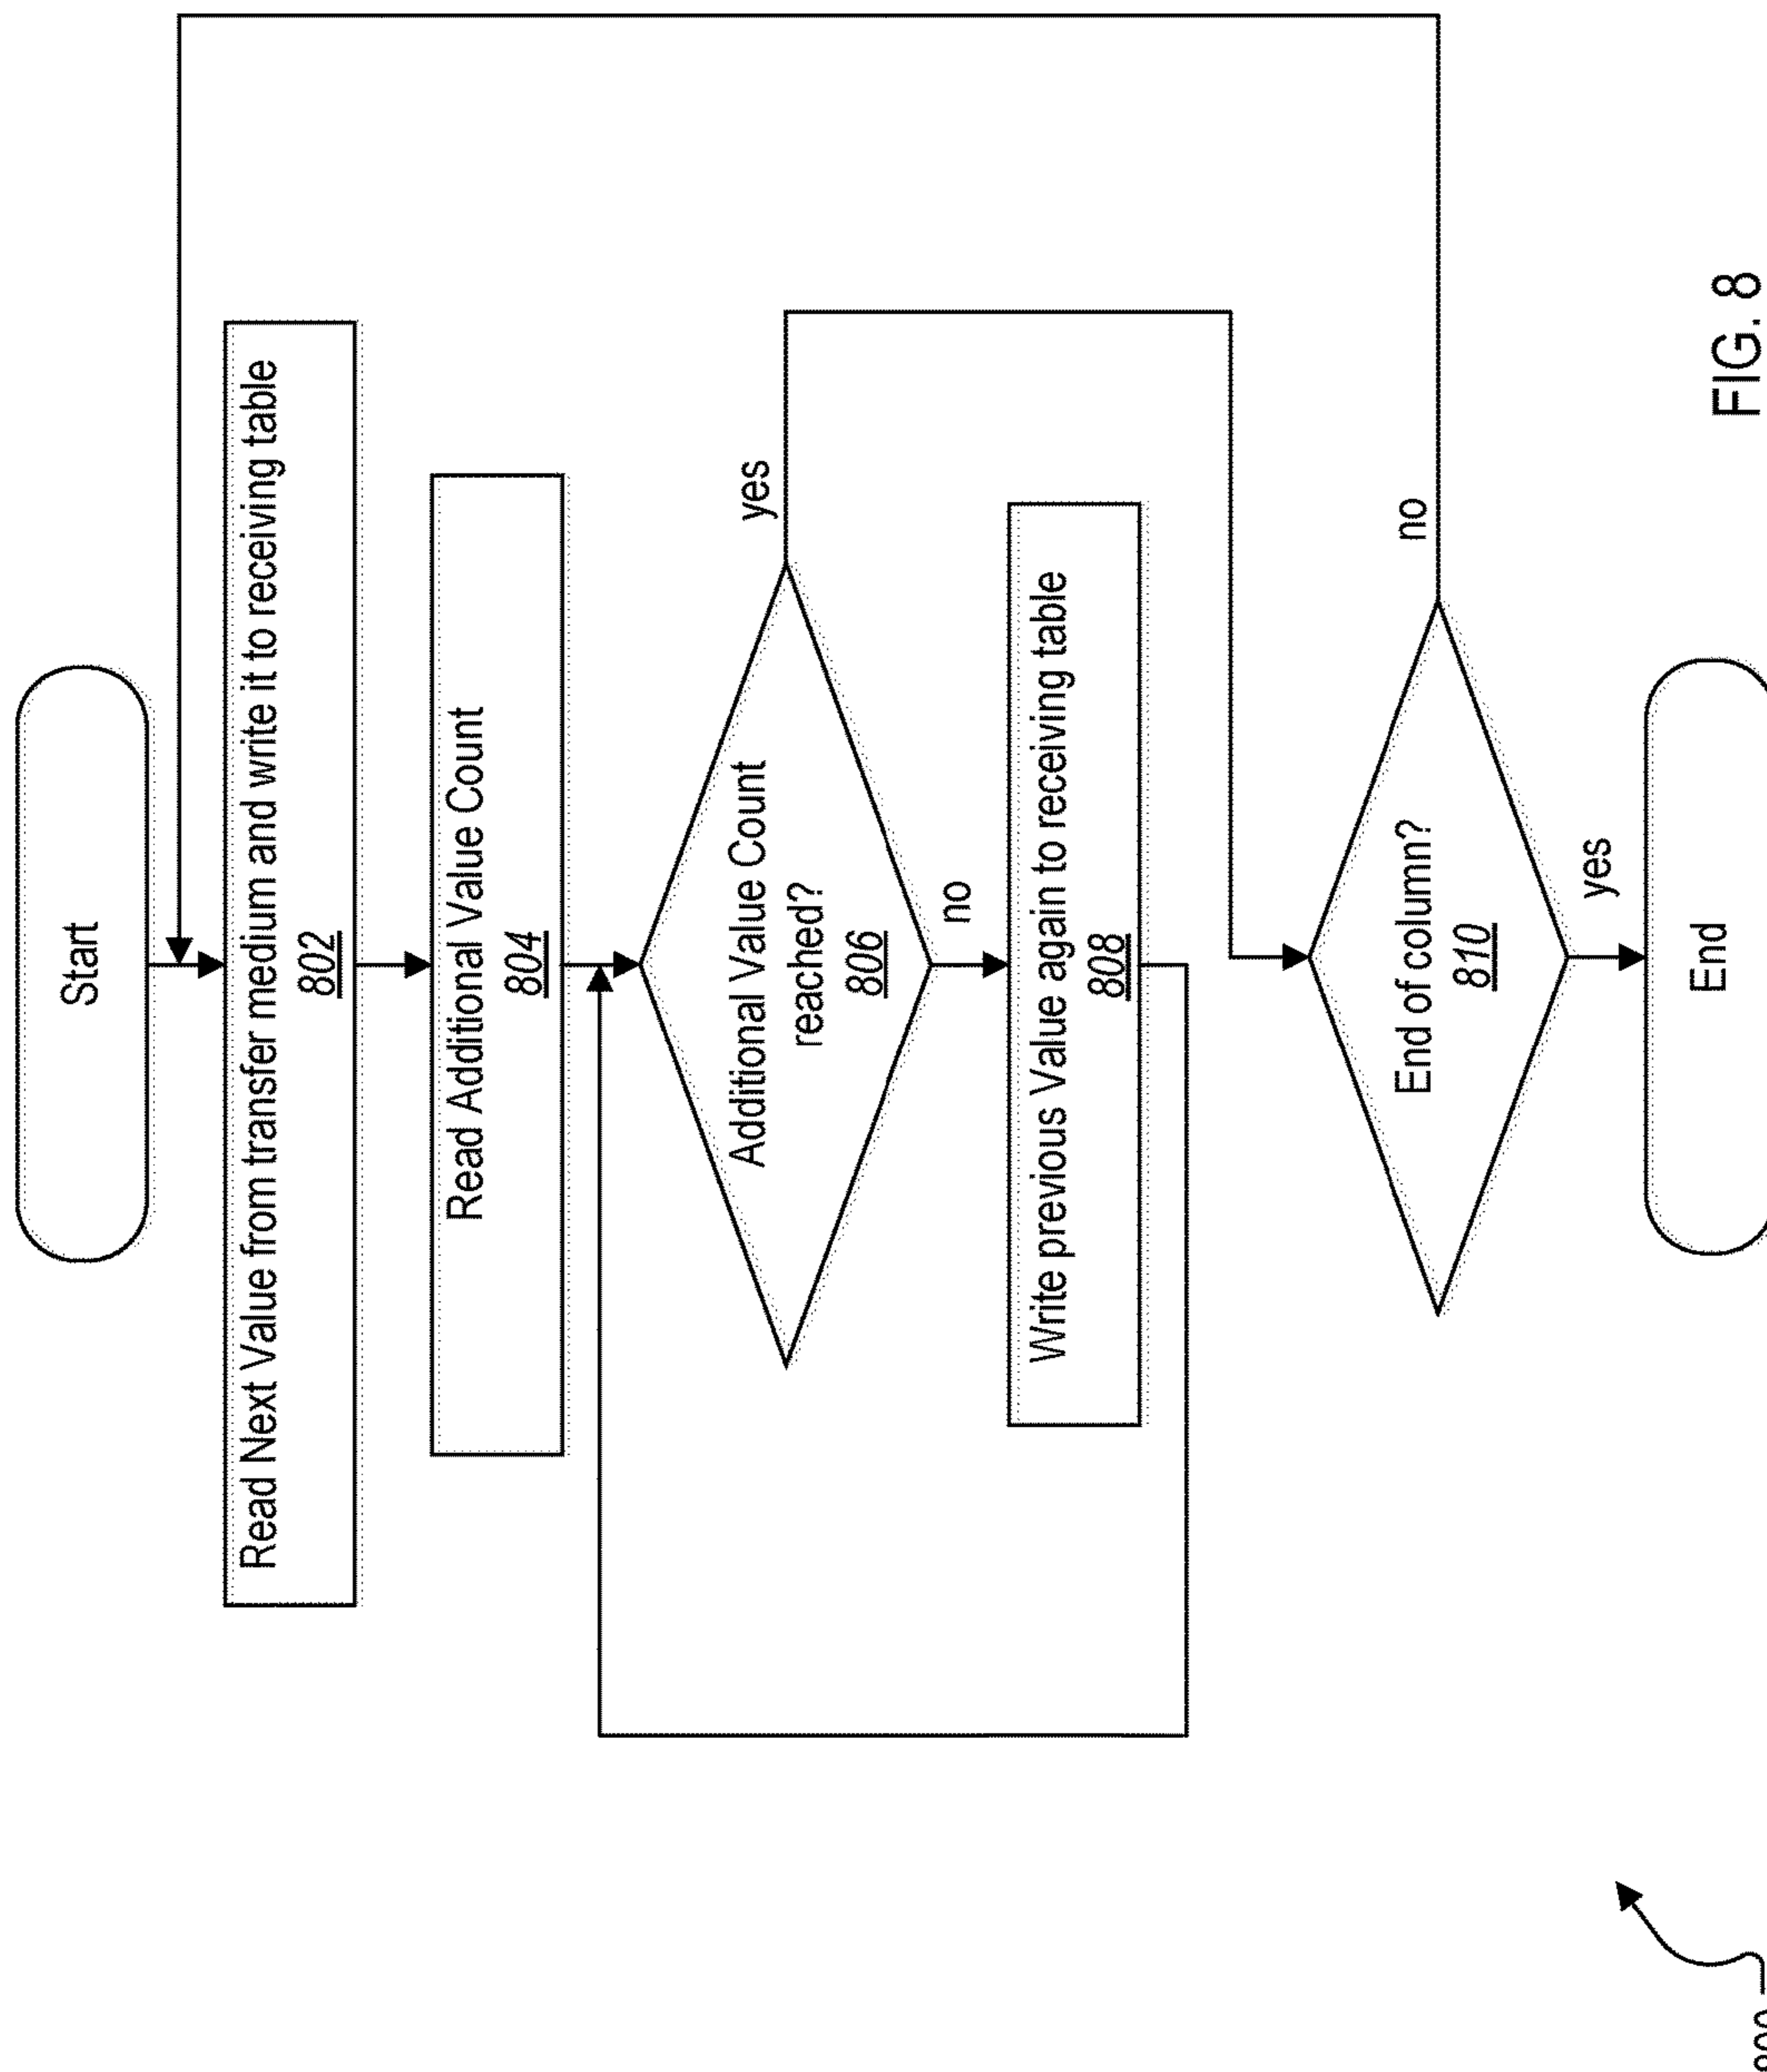 Start
Read Next Value from transfer medium and write it to receiving table
802
Read Additional Value Count
804
Additional Value Count
reached?
806
yes
no
Write previous Value again to receiving table
808
End of column?
810
no
yes
End
FIG. 8
800